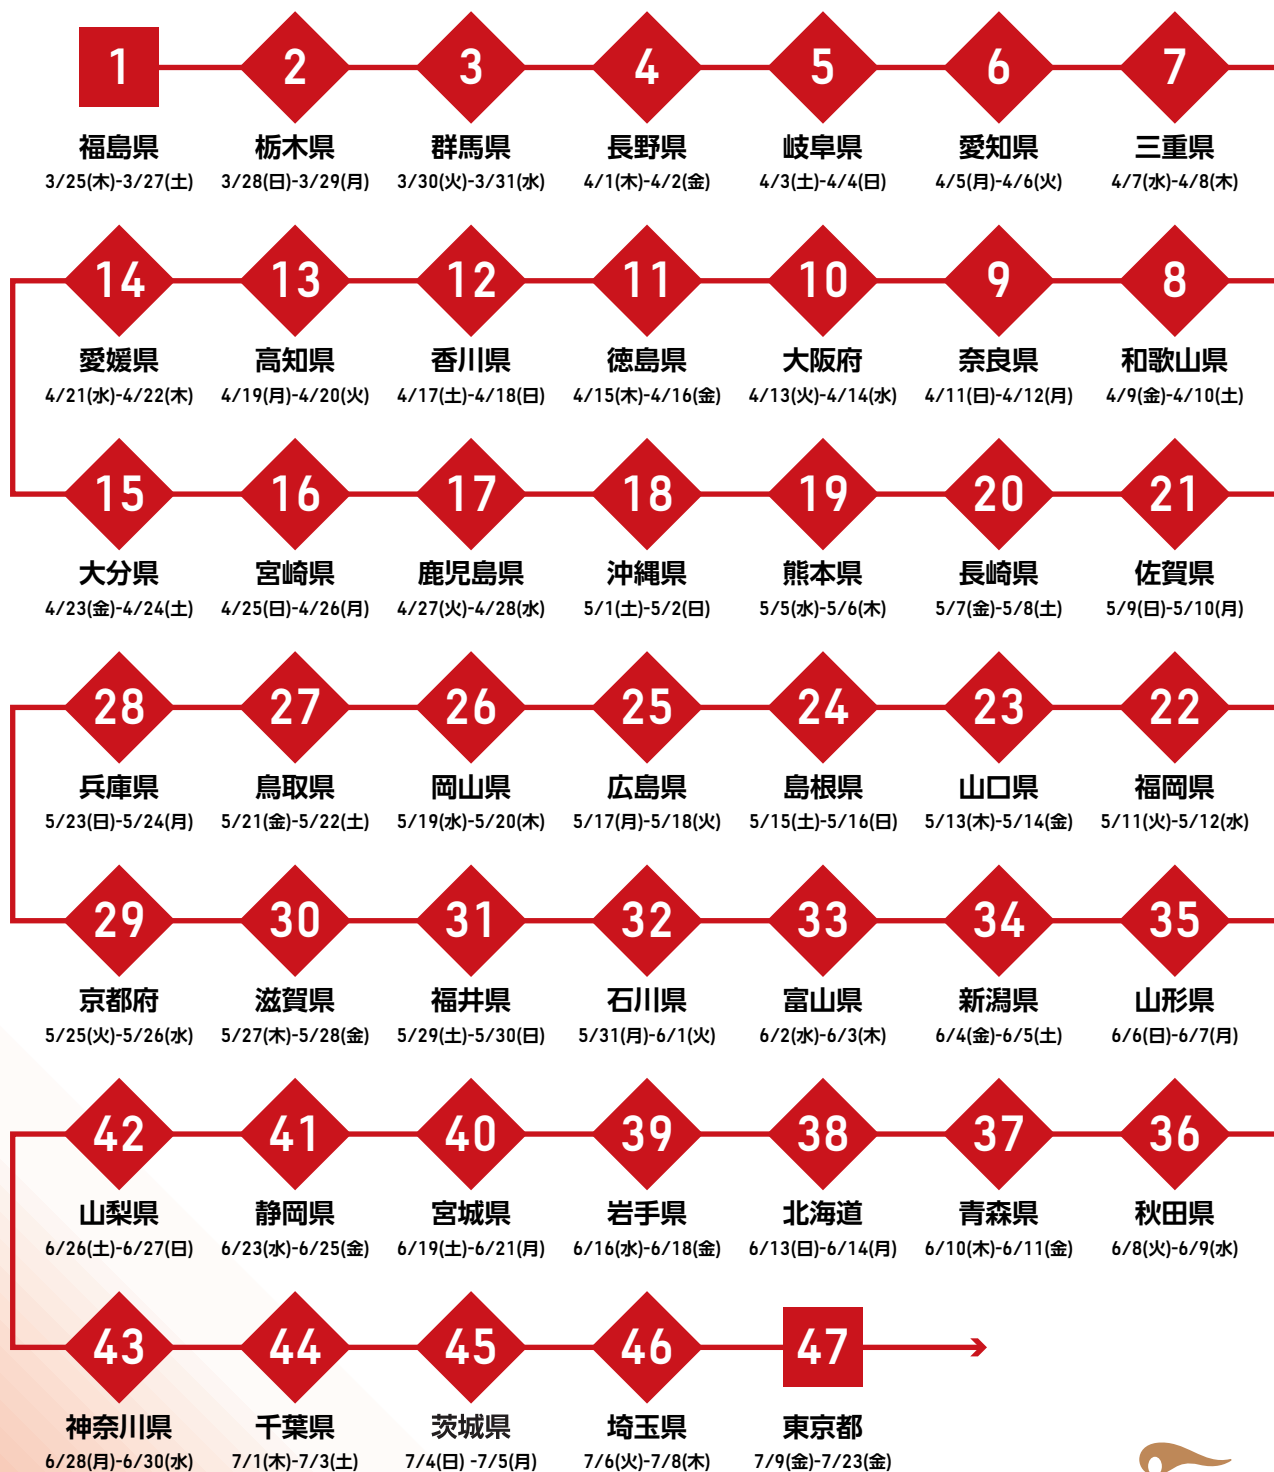 1 2 3 4 5 6 7
福島県 栃木県 群馬県 長野県 岐阜県 愛知県 三重県
3/25(木)-3/27(土) 3/28(日)-3/29(月) 3/30(火)-3/31(水) 4/1(木)-4/2(金) 4/3(土)-4/4(日) 4/5(月)-4/6(火) 4/7(水)-4/8(木)
14 13 12 11 10 9 8
愛媛県 高知県 香川県 徳島県 大阪府 奈良県 和歌山県
4/21(水)-4/22(木) 4/19(月)-4/20(火) 4/17(土)-4/18(日) 4/15(木)-4/16(金) 4/13(火)-4/14(水) 4/11(日)-4/12(月) 4/9(金)-4/10(土)
15 16 17 18 19 20 21
大分県 宮崎県 鹿児島県 沖縄県 熊本県 長崎県 佐賀県
4/23(金)-4/24(土) 4/25(日)-4/26(月) 4/27(火)-4/28(水) 5/1(土)-5/2(日) 5/5(水)-5/6(木) 5/7(金)-5/8(土) 5/9(日)-5/10(月)
28 27 26 25 24 23 22
兵庫県 鳥取県 岡山県 広島県 島根県 山口県 福岡県
5/23(日)-5/24(月) 5/21(金)-5/22(土) 5/19(水)-5/20(木) 5/17(月)-5/18(火) 5/15(土)-5/16(日) 5/13(木)-5/14(金) 5/11(火)-5/12(水)
29 30 31 32 33 34 35
京都府 滋賀県 福井県 石川県 富山県 新潟県 山形県
5/25(火)-5/26(水) 5/27(木)-5/28(金) 5/29(土)-5/30(日) 5/31(月)-6/1(火) 6/2(水)-6/3(木) 6/4(金)-6/5(土) 6/6(日)-6/7(月)
42 41 40 39 38 37 36
山梨県 静岡県 宮城県 岩手県 北海道 青森県 秋田県
6/26(土)-6/27(日) 6/23(水)-6/25(金) 6/19(土)-6/21(月) 6/16(水)-6/18(金) 6/13(日)-6/14(月) 6/10(木)-6/11(金) 6/8(火)-6/9(水)
43 44 45 46 47
神奈川県 千葉県 茨城県 埼玉県 東京都
6/28(月)-6/30(水) 7/1(木)-7/3(土) 7/4(日) -7/5(月) 7/6(火)-7/8(木) 7/9(金)-7/23(金)